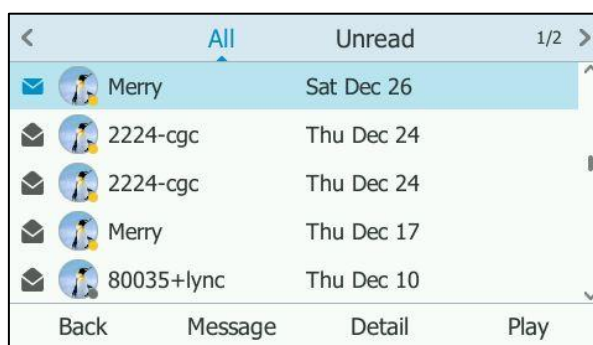 All Unread 1/2
Merry Sat Dec 26
2224-cgc Thu Dec 24
2224-cgc Thu Dec 24
Merry Thu Dec 17
80035+lync Thu Dec 10
Back Message Detail Play